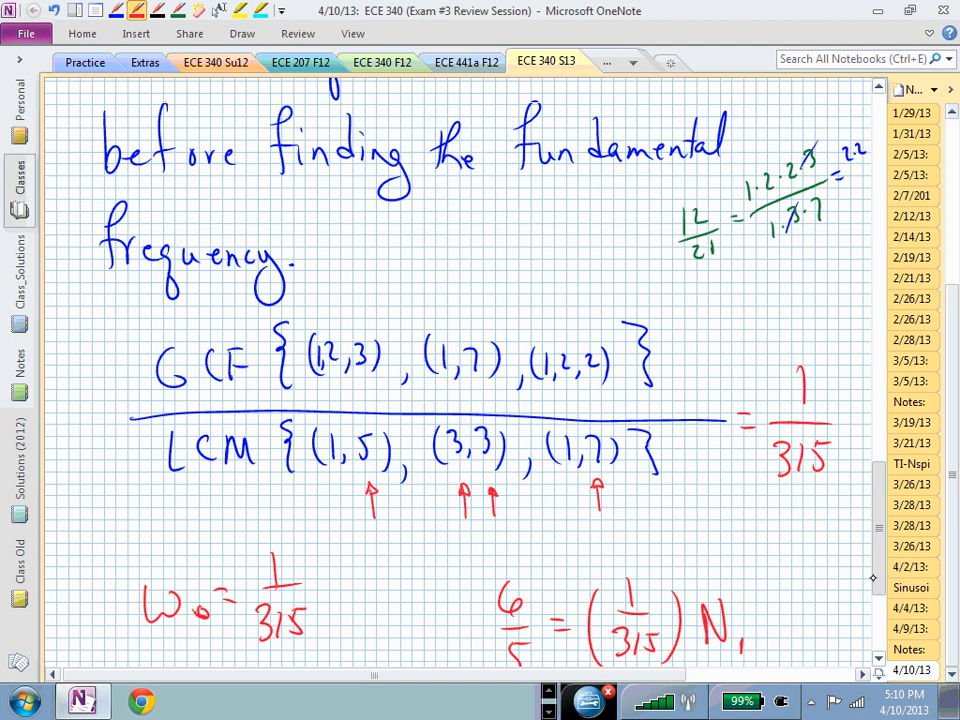 4/10/13: ECE 340 (Exam #3 Review Session) - Microsoft OneNote
File Home Insert Share Draw Review View
Practice Extras ECE 340 Su12 ECE 207 F12 ECE 340 F12 ECE 441a F12 ECE 340 S13 ...
Search All Notebooks (Ctrl+E)
Personal
Classes
Class_Solutions
Notes
Solutions (2012)
Class Old
N...
1/29/13
1/31/13
2/5/13:
2/5/13:
2/7/201
2/12/13
2/14/13
2/19/13
2/21/13
2/26/13
2/26/13
2/28/13
3/5/13:
3/5/13:
Notes:
3/19/13
3/21/13
TI-Nspi
3/26/13
3/28/13
3/28/13
3/26/13
4/2/13:
Sinusoi
4/4/13:
4/9/13:
Notes:
4/10/13
before finding the fundamental
frequency.
12/21 = 1·2·2·3/1·3·7 = 2·2
GCF {(1,2,3), (1,7), (1,2,2)}
LCM {(1,5), (3,3), (1,7)}
= 1/315
ω₀ = 1/315
6/5 = (1/315) N₁
99%
5:10 PM
4/10/2013